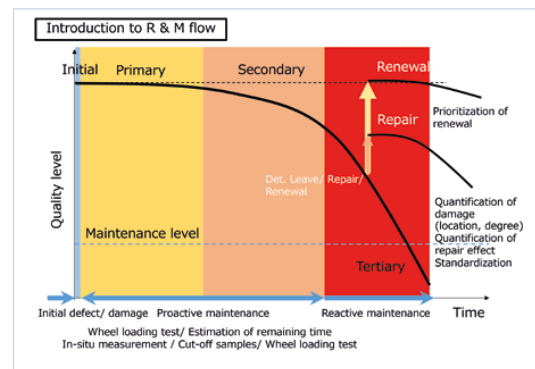 Introduction to R & M flow
Initial
Primary
Secondary
Renewal
Prioritization of
renewal
Repair
Det. Leave/ Repair/
Renewal
Quality level
Quantification of
damage
(location, degree)
Quantification of
repair effect
Standardization
Maintenance level
Tertiary
Initial defect/ damage
Proactive maintenance
Reactive maintenance
Time
Wheel loading test/ Estimation of remaining time
In-situ measurement / Cut-off samples/ Wheel loading test